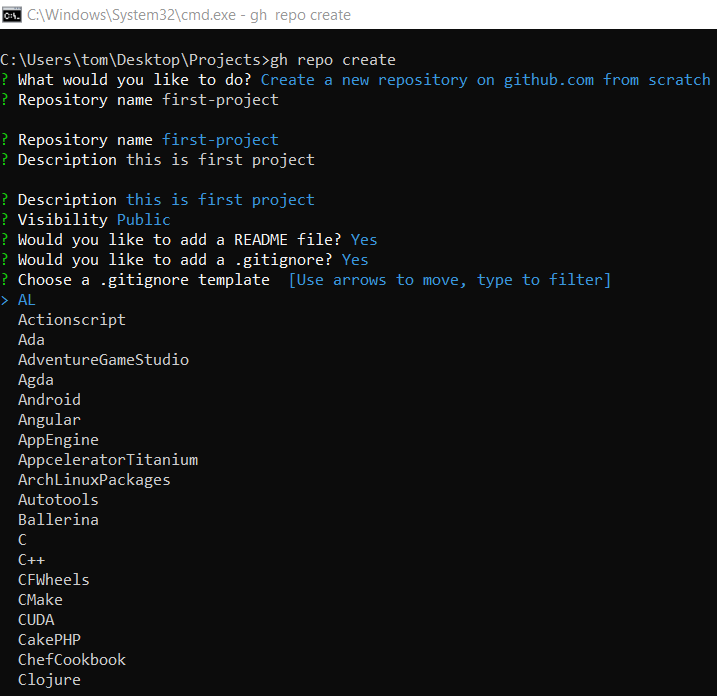 C:\Windows\System32\cmd.exe - gh  repo create
C:\Users\tom\Desktop\Projects>gh repo create
? What would you like to do? Create a new repository on github.com from scratch
? Repository name first-project
? Repository name first-project
? Description this is first project
? Description this is first project
? Visibility Public
? Would you like to add a README file? Yes
? Would you like to add a .gitignore? Yes
? Choose a .gitignore template  [Use arrows to move, type to filter]
> AL
Actionscript
Ada
AdventureGameStudio
Agda
Android
Angular
AppEngine
AppceleratorTitanium
ArchLinuxPackages
Autotools
Ballerina
C
C++
CFWheels
CMake
CUDA
CakePHP
ChefCookbook
Clojure